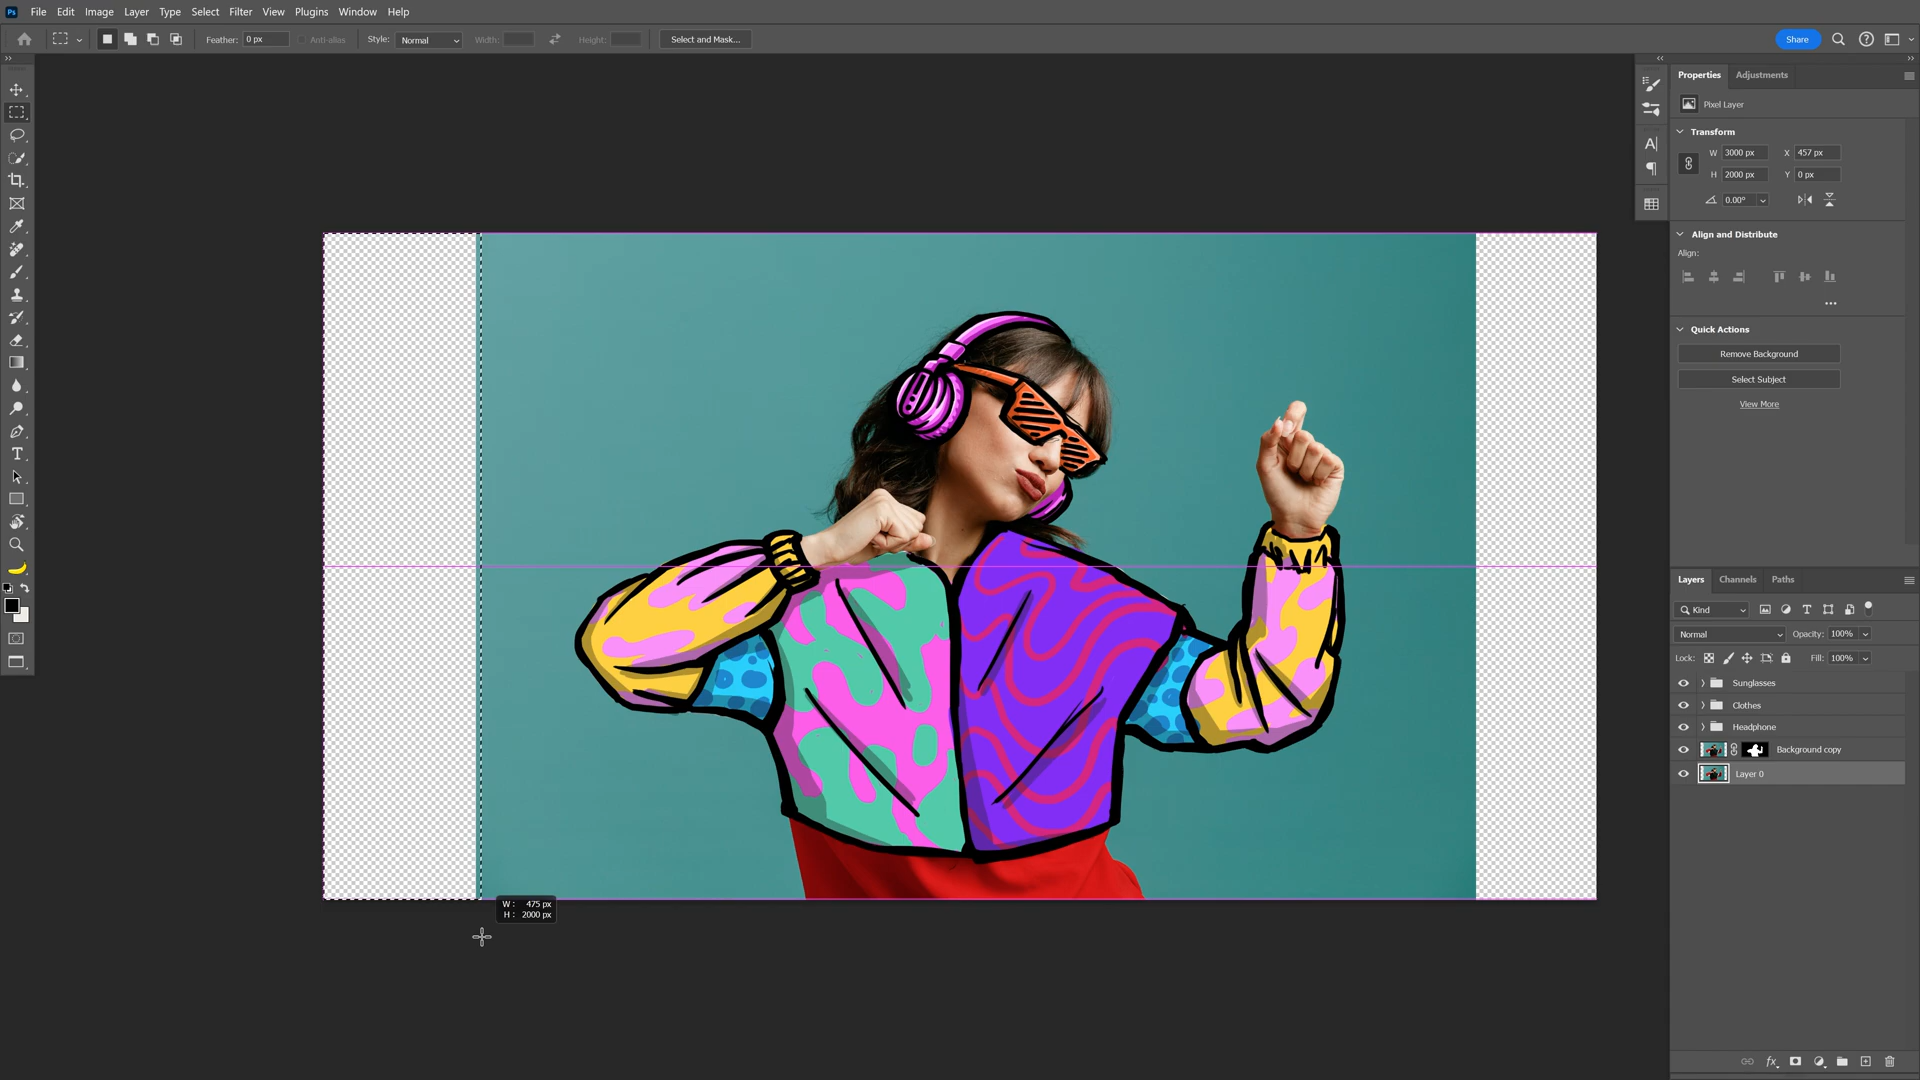 Ps File Edit Image Layer Type Select Filter View Plugins Window Help
Feather: 0 px Anti-alias Style: Normal Width: Height: Select and Mask... Share
Properties Adjustments
Pixel Layer
Transform
W 3000 px X 457 px
H 2000 px Y 0 px
0.00°
Align and Distribute
Align:
Quick Actions
Remove Background
Select Subject
View More
W : 475 px
H : 2000 px
Layers Channels Paths
Kind
Normal Opacity: 100%
Lock: Fill: 100%
Sunglasses
Clothes
Headphone
Background copy
Layer 0